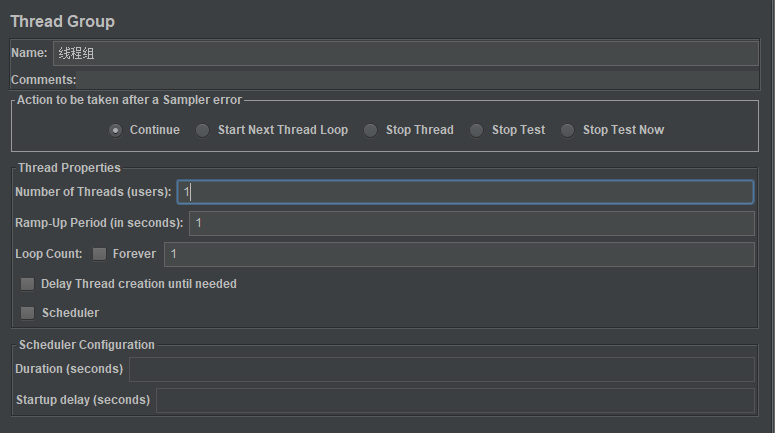 Thread Group
Name: 线程组
Comments:
Action to be taken after a Sampler error
Continue Start Next Thread Loop Stop Thread Stop Test Stop Test Now
Thread Properties
Number of Threads (users): 1
Ramp-Up Period (in seconds): 1
Loop Count: Forever 1
Delay Thread creation until needed
Scheduler
Scheduler Configuration
Duration (seconds)
Startup delay (seconds)